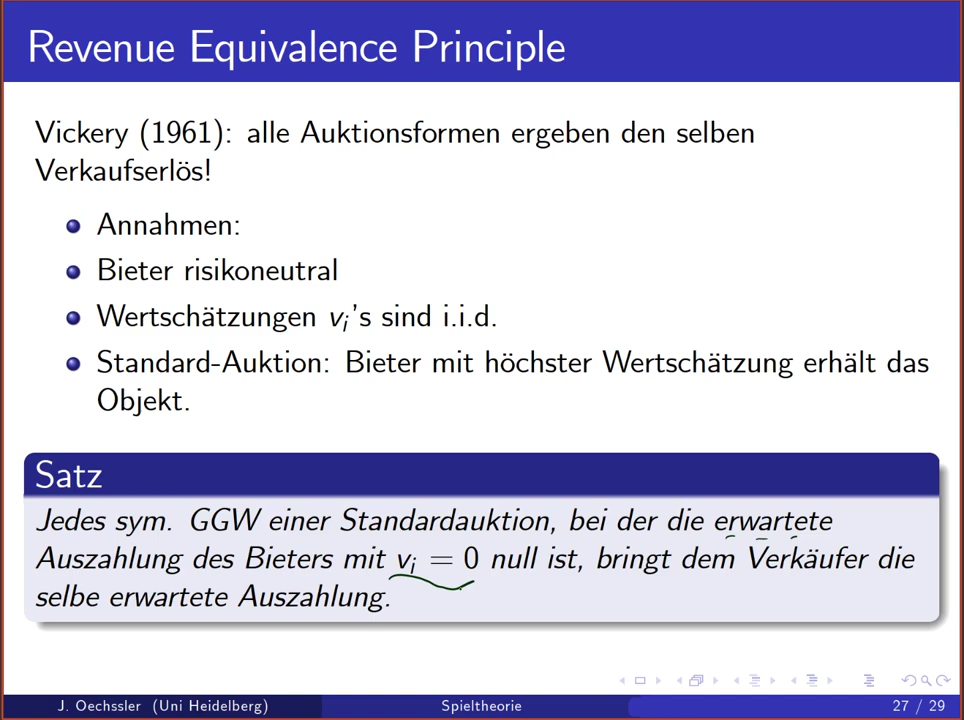 Revenue Equivalence Principle
Vickery (1961): alle Auktionsformen ergeben den selben
Verkaufserlös!
Annahmen:
Bieter risikoneutral
Wertschätzungen vᵢ's sind i.i.d.
Standard-Auktion: Bieter mit höchster Wertschätzung erhält das
Objekt.
Satz
Jedes sym. GGW einer Standardauktion, bei der die erwartete
Auszahlung des Bieters mit vᵢ = 0 null ist, bringt dem Verkäufer die
selbe erwartete Auszahlung.
J. Oechssler (Uni Heidelberg) Spieltheorie 27 / 29